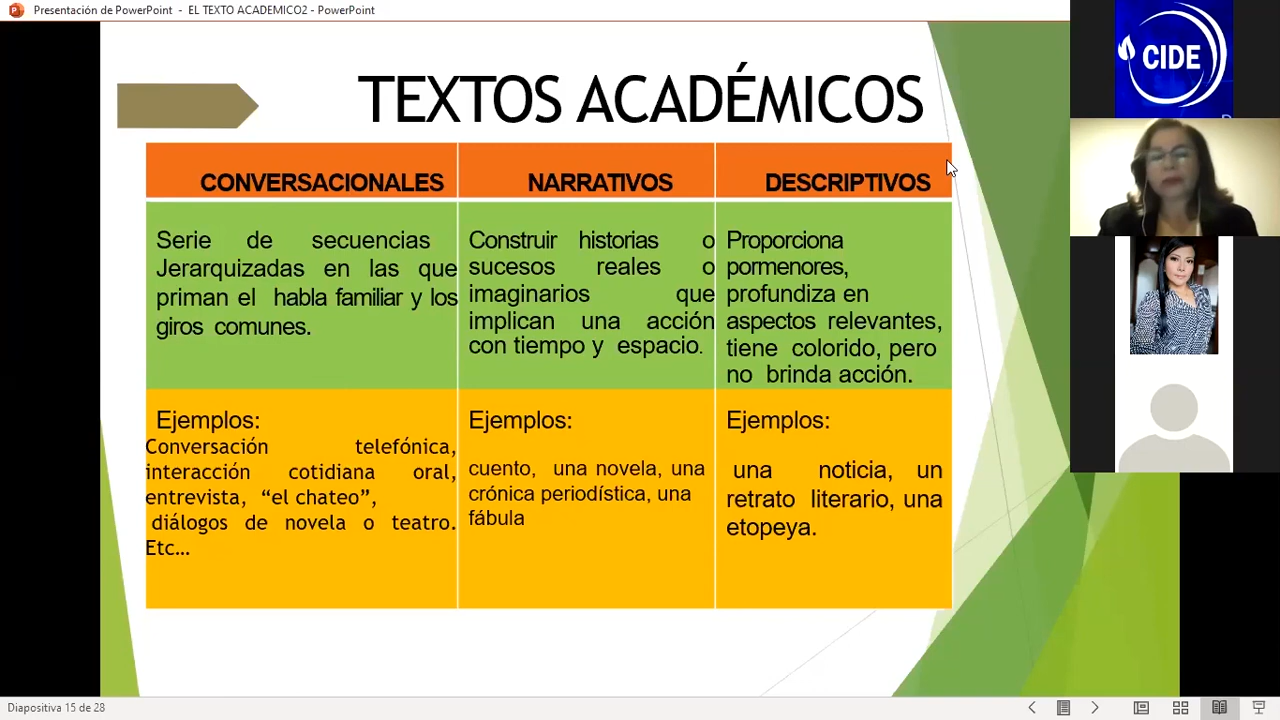 Presentación de PowerPoint - EL TEXTO ACADEMICO2 - PowerPoint
CIDE
TEXTOS ACADÉMICOS
CONVERSACIONALES
NARRATIVOS
DESCRIPTIVOS
Serie de secuencias
Jerarquizadas en las que
priman el habla familiar y los
giros comunes.
Construir historias o
sucesos reales o
imaginarios que
implican una acción
con tiempo y espacio.
Proporciona
pormenores,
profundiza en
aspectos relevantes,
tiene colorido, pero
no brinda acción.
Ejemplos:
Conversación telefónica,
interacción cotidiana oral,
entrevista, “el chateo”,
diálogos de novela o teatro.
Etc…
Ejemplos:
cuento, una novela, una
crónica periodística, una
fábula
Ejemplos:
una noticia, un
retrato literario, una
etopeya.
Diapositiva 15 de 28